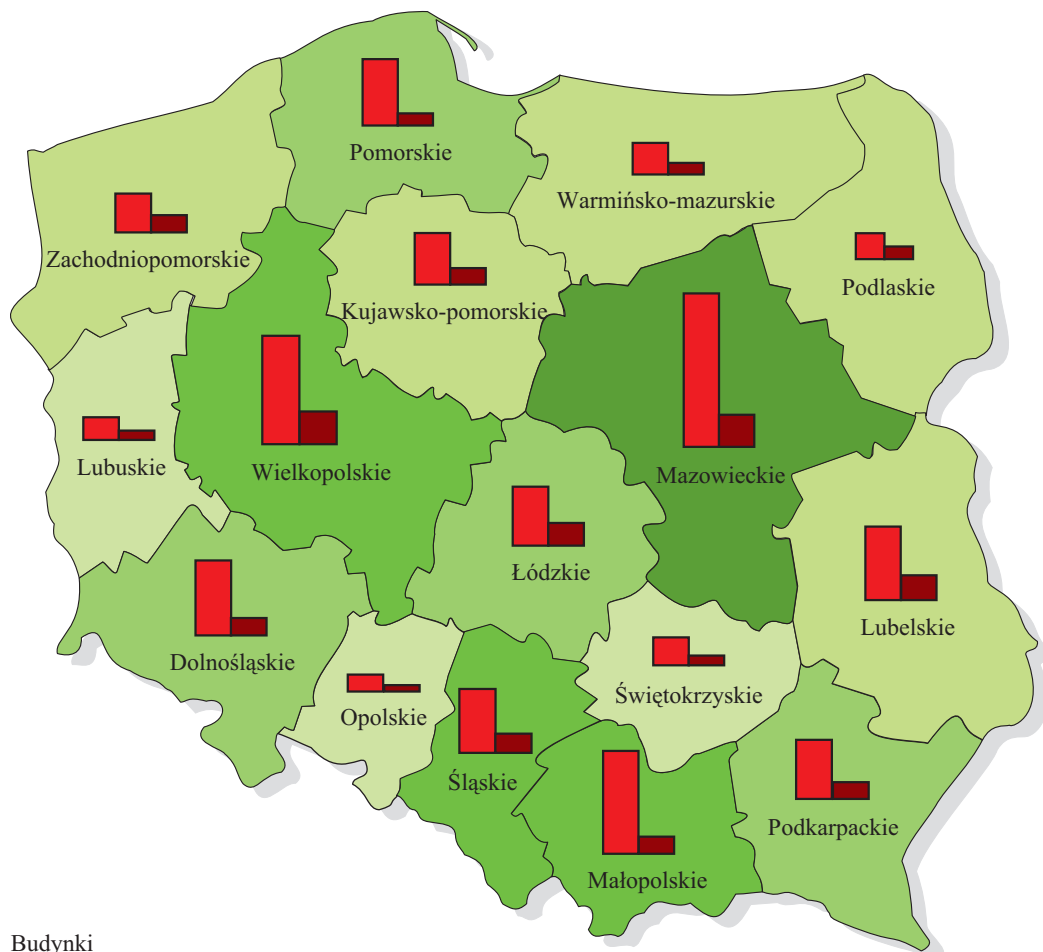 Pomorskie
Warmińsko-mazurskie
Zachodniopomorskie
Podlaskie
Kujawsko-pomorskie
Lubuskie
Wielkopolskie
Mazowieckie
Łódzkie
Lubelskie
Dolnośląskie
Świętokrzyskie
Opolskie
Śląskie
Podkarpackie
Małopolskie
Budynki